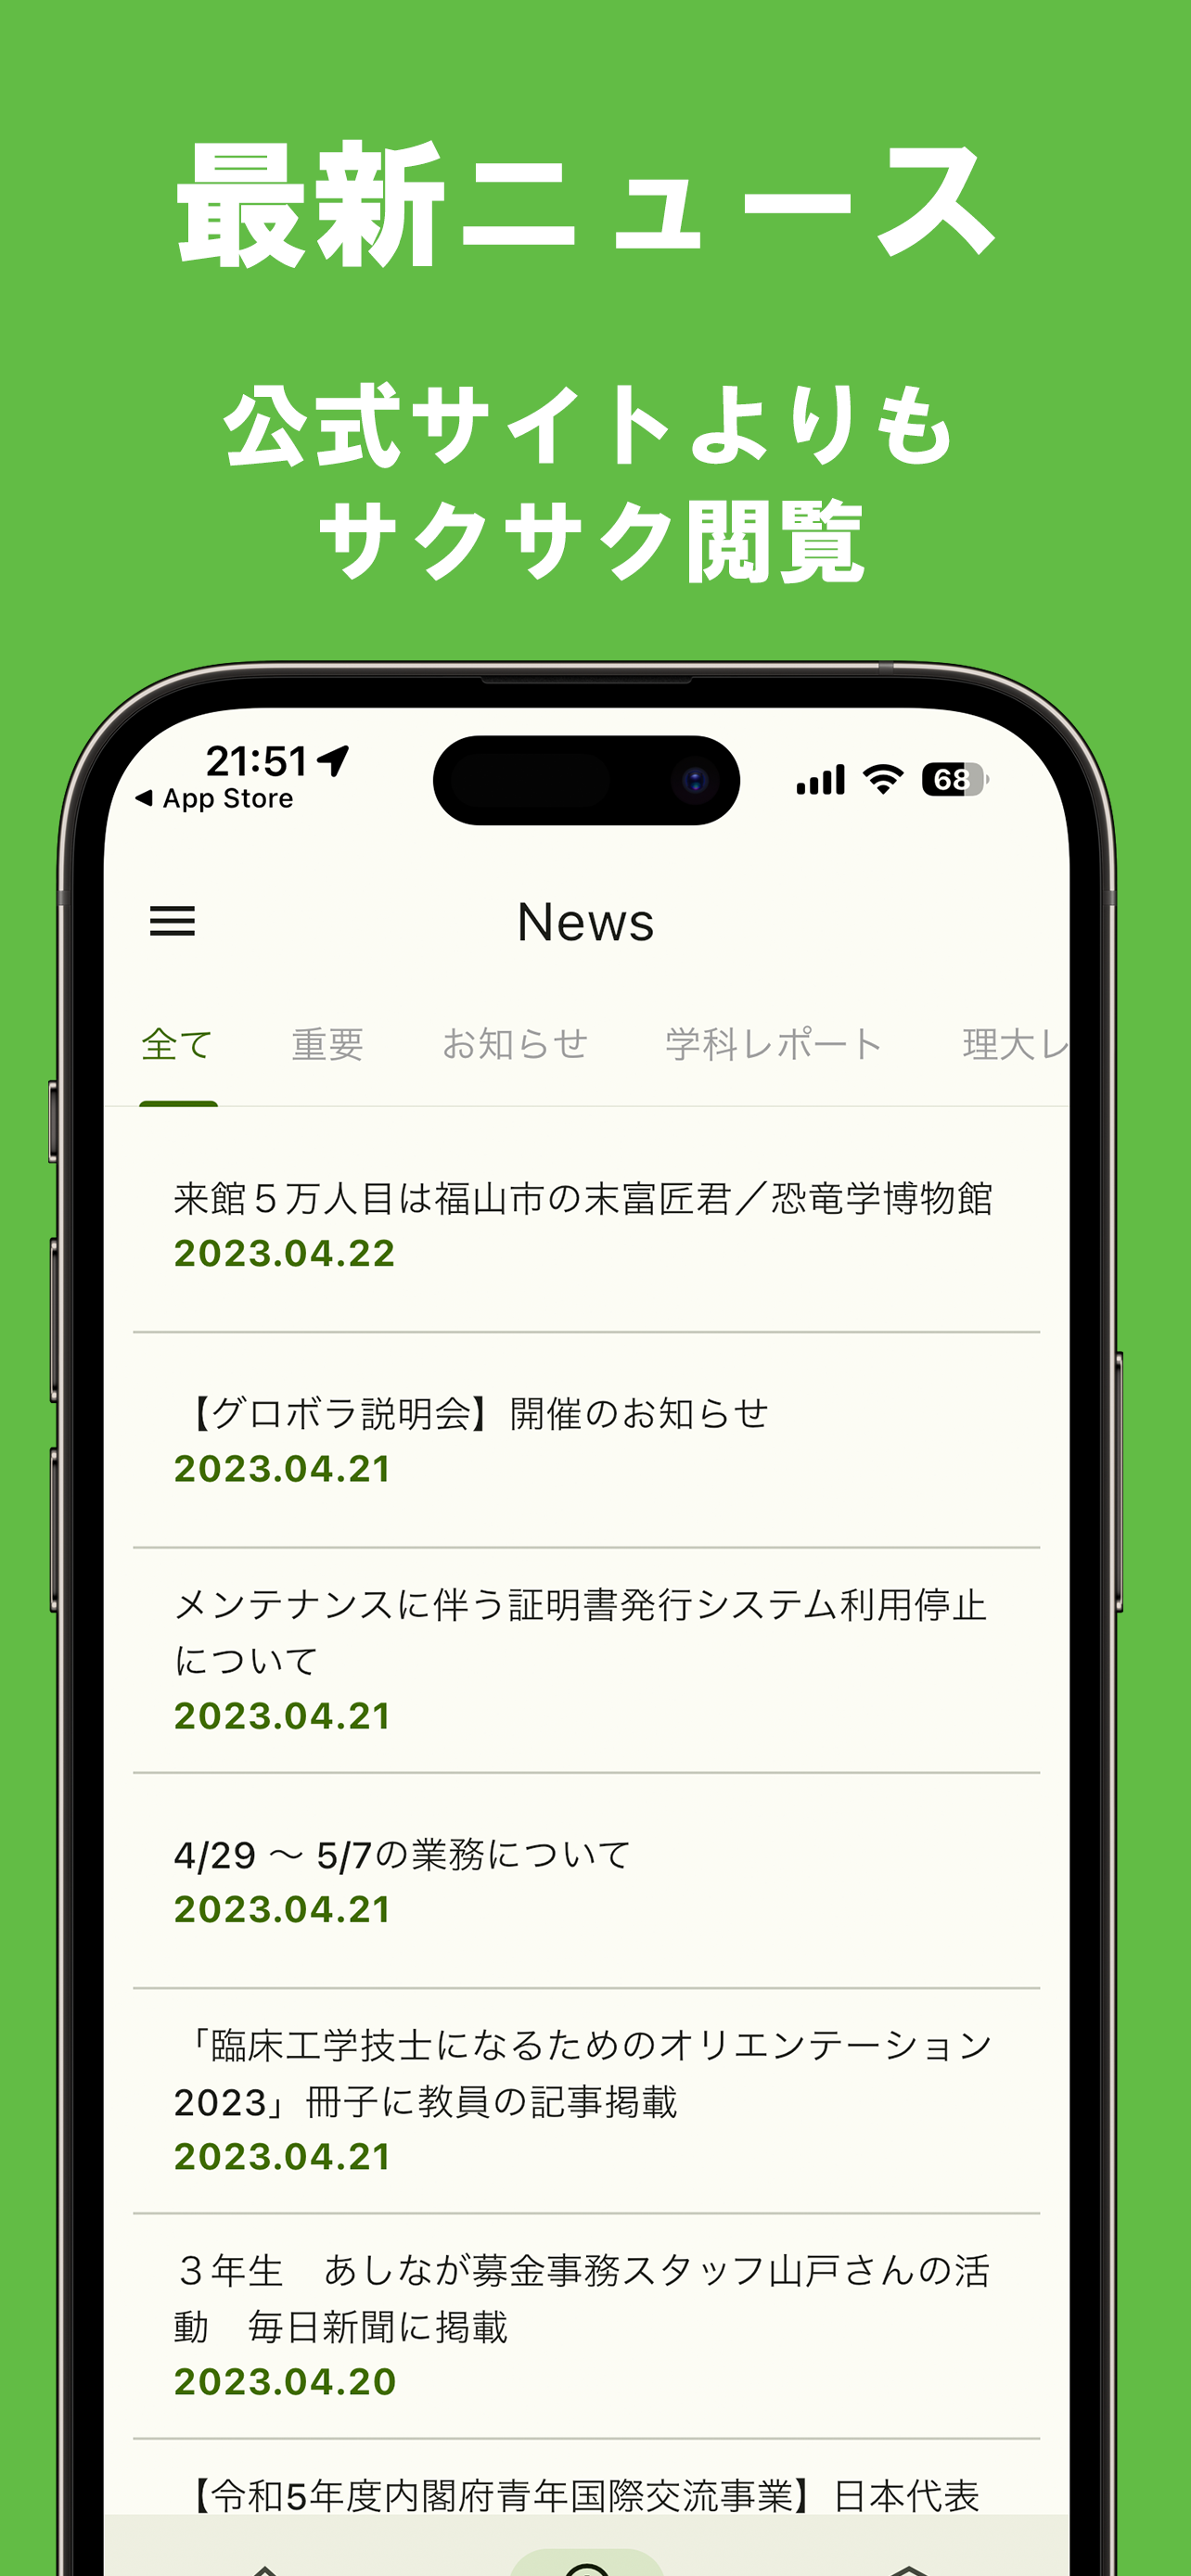 最新ニュース
公式サイトよりも
サクサク閲覧
21:51
App Store
68
News
全て 重要 お知らせ 学科レポート 理大レ
来館５万人目は福山市の末富匠君／恐竜学博物館
2023.04.22
【グロボラ説明会】開催のお知らせ
2023.04.21
メンテナンスに伴う証明書発行システム利用停止
について
2023.04.21
4/29 〜 5/7の業務について
2023.04.21
「臨床工学技士になるためのオリエンテーション
2023」冊子に教員の記事掲載
2023.04.21
３年生　あしなが募金事務スタッフ山戸さんの活
動　毎日新聞に掲載
2023.04.20
【令和5年度内閣府青年国際交流事業】日本代表